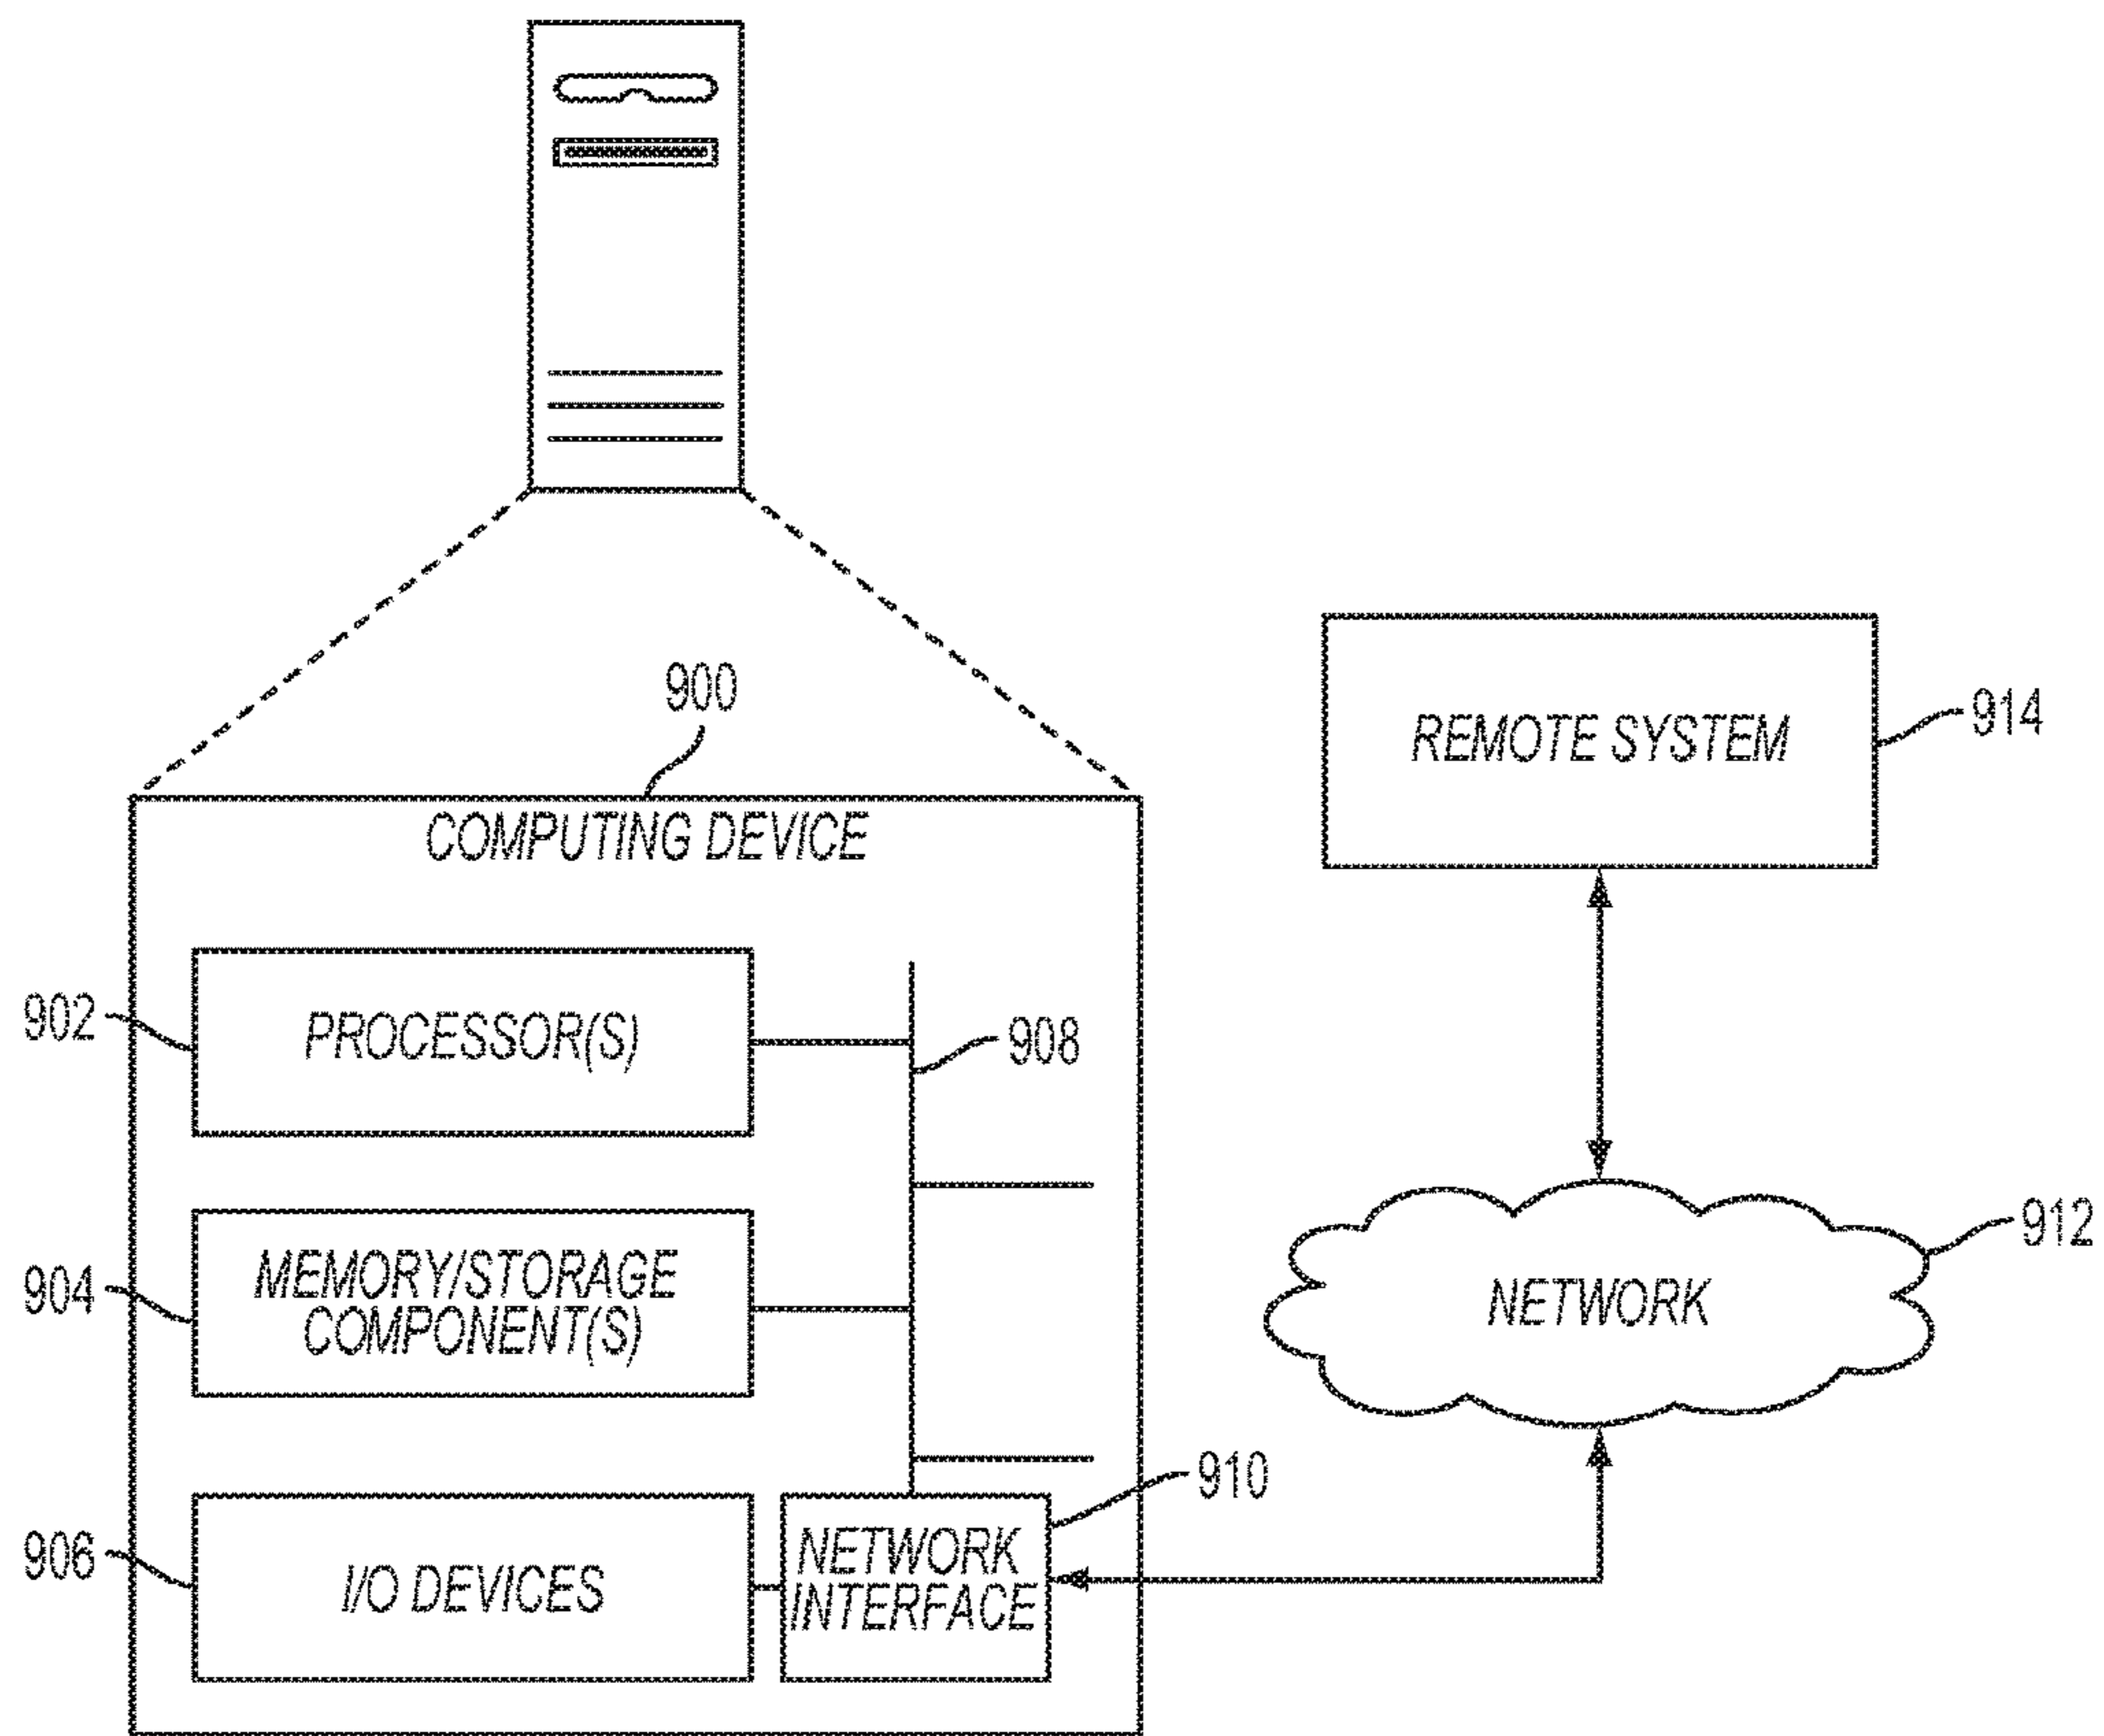 900
COMPUTING DEVICE
REMOTE SYSTEM
914
902
PROCESSOR(S)
908
904
MEMORY/STORAGE
COMPONENT(S)
NETWORK
912
906
I/O DEVICES
NETWORK
INTERFACE
910